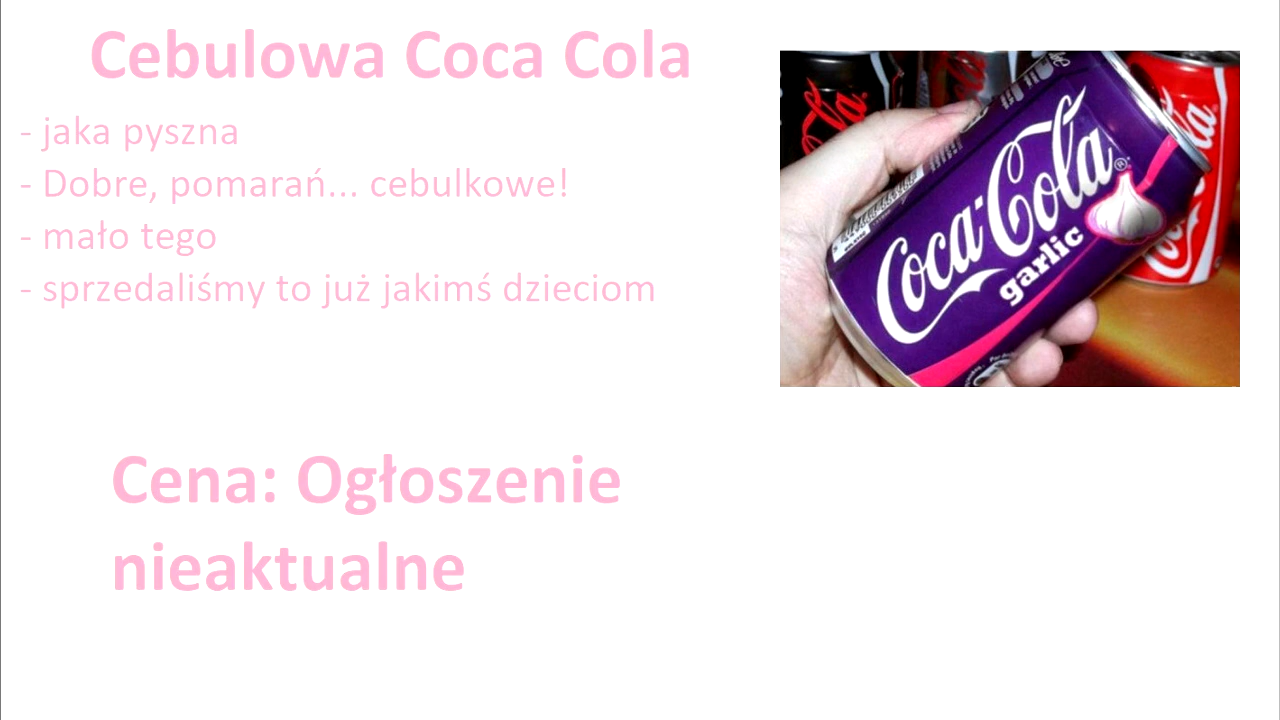 Cebulowa Coca Cola
- jaka pyszna
- Dobre, pomarań... cebulkowe!
- mało tego
- sprzedaliśmy to już jakimś dzieciom
Coca-Cola®
garlic
Cena: Ogłoszenie
nieaktualne